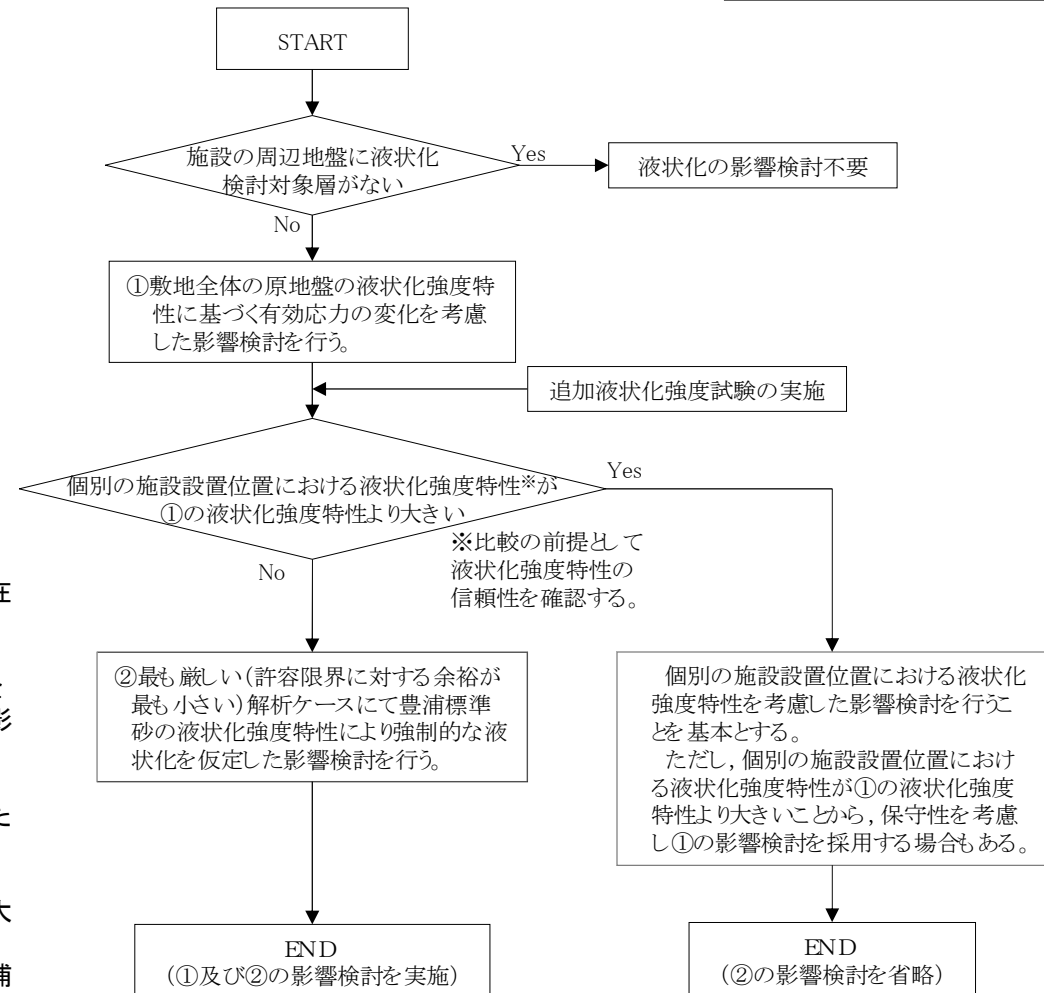 START
施設の周辺地盤に液状化
検討対象層がない
Yes
液状化の影響検討不要
No
①敷地全体の原地盤の液状化強度特
性に基づく有効応力の変化を考慮
した影響検討を行う。
追加液状化強度試験の実施
個別の施設設置位置における液状化強度特性※が
①の液状化強度特性より大きい
Yes
※比較の前提として
液状化強度特性の
信頼性を確認する。
No
②最も厳しい(許容限界に対する余裕が
最も小さい)解析ケースにて豊浦標準
砂の液状化強度特性により強制的な液
状化を仮定した影響検討を行う。
個別の施設設置位置における液状化
強度特性を考慮した影響検討を行うこ
とを基本とする。
ただし,個別の施設設置位置におけ
る液状化強度特性が①の液状化強度
特性より大きいことから,保守性を考慮
し①の影響検討を採用する場合もある。
END
(①及び②の影響検討を実施)
END
(②の影響検討を省略)
在
影
た
大